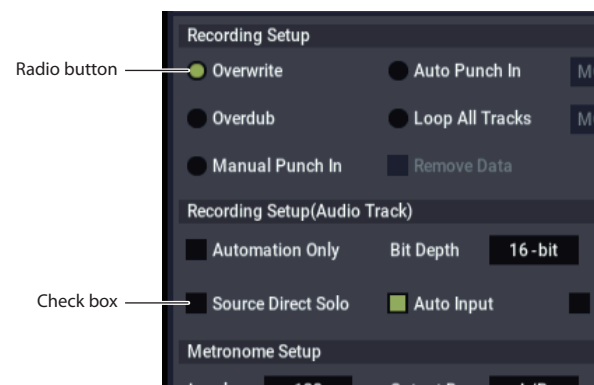 Recording Setup
Radio button
Overwrite
Auto Punch In
Overdub
Loop All Tracks
Manual Punch In
Remove Data
Recording Setup(Audio Track)
Automation Only
Bit Depth
16-bit
Check box
Source Direct Solo
Auto Input
Metronome Setup